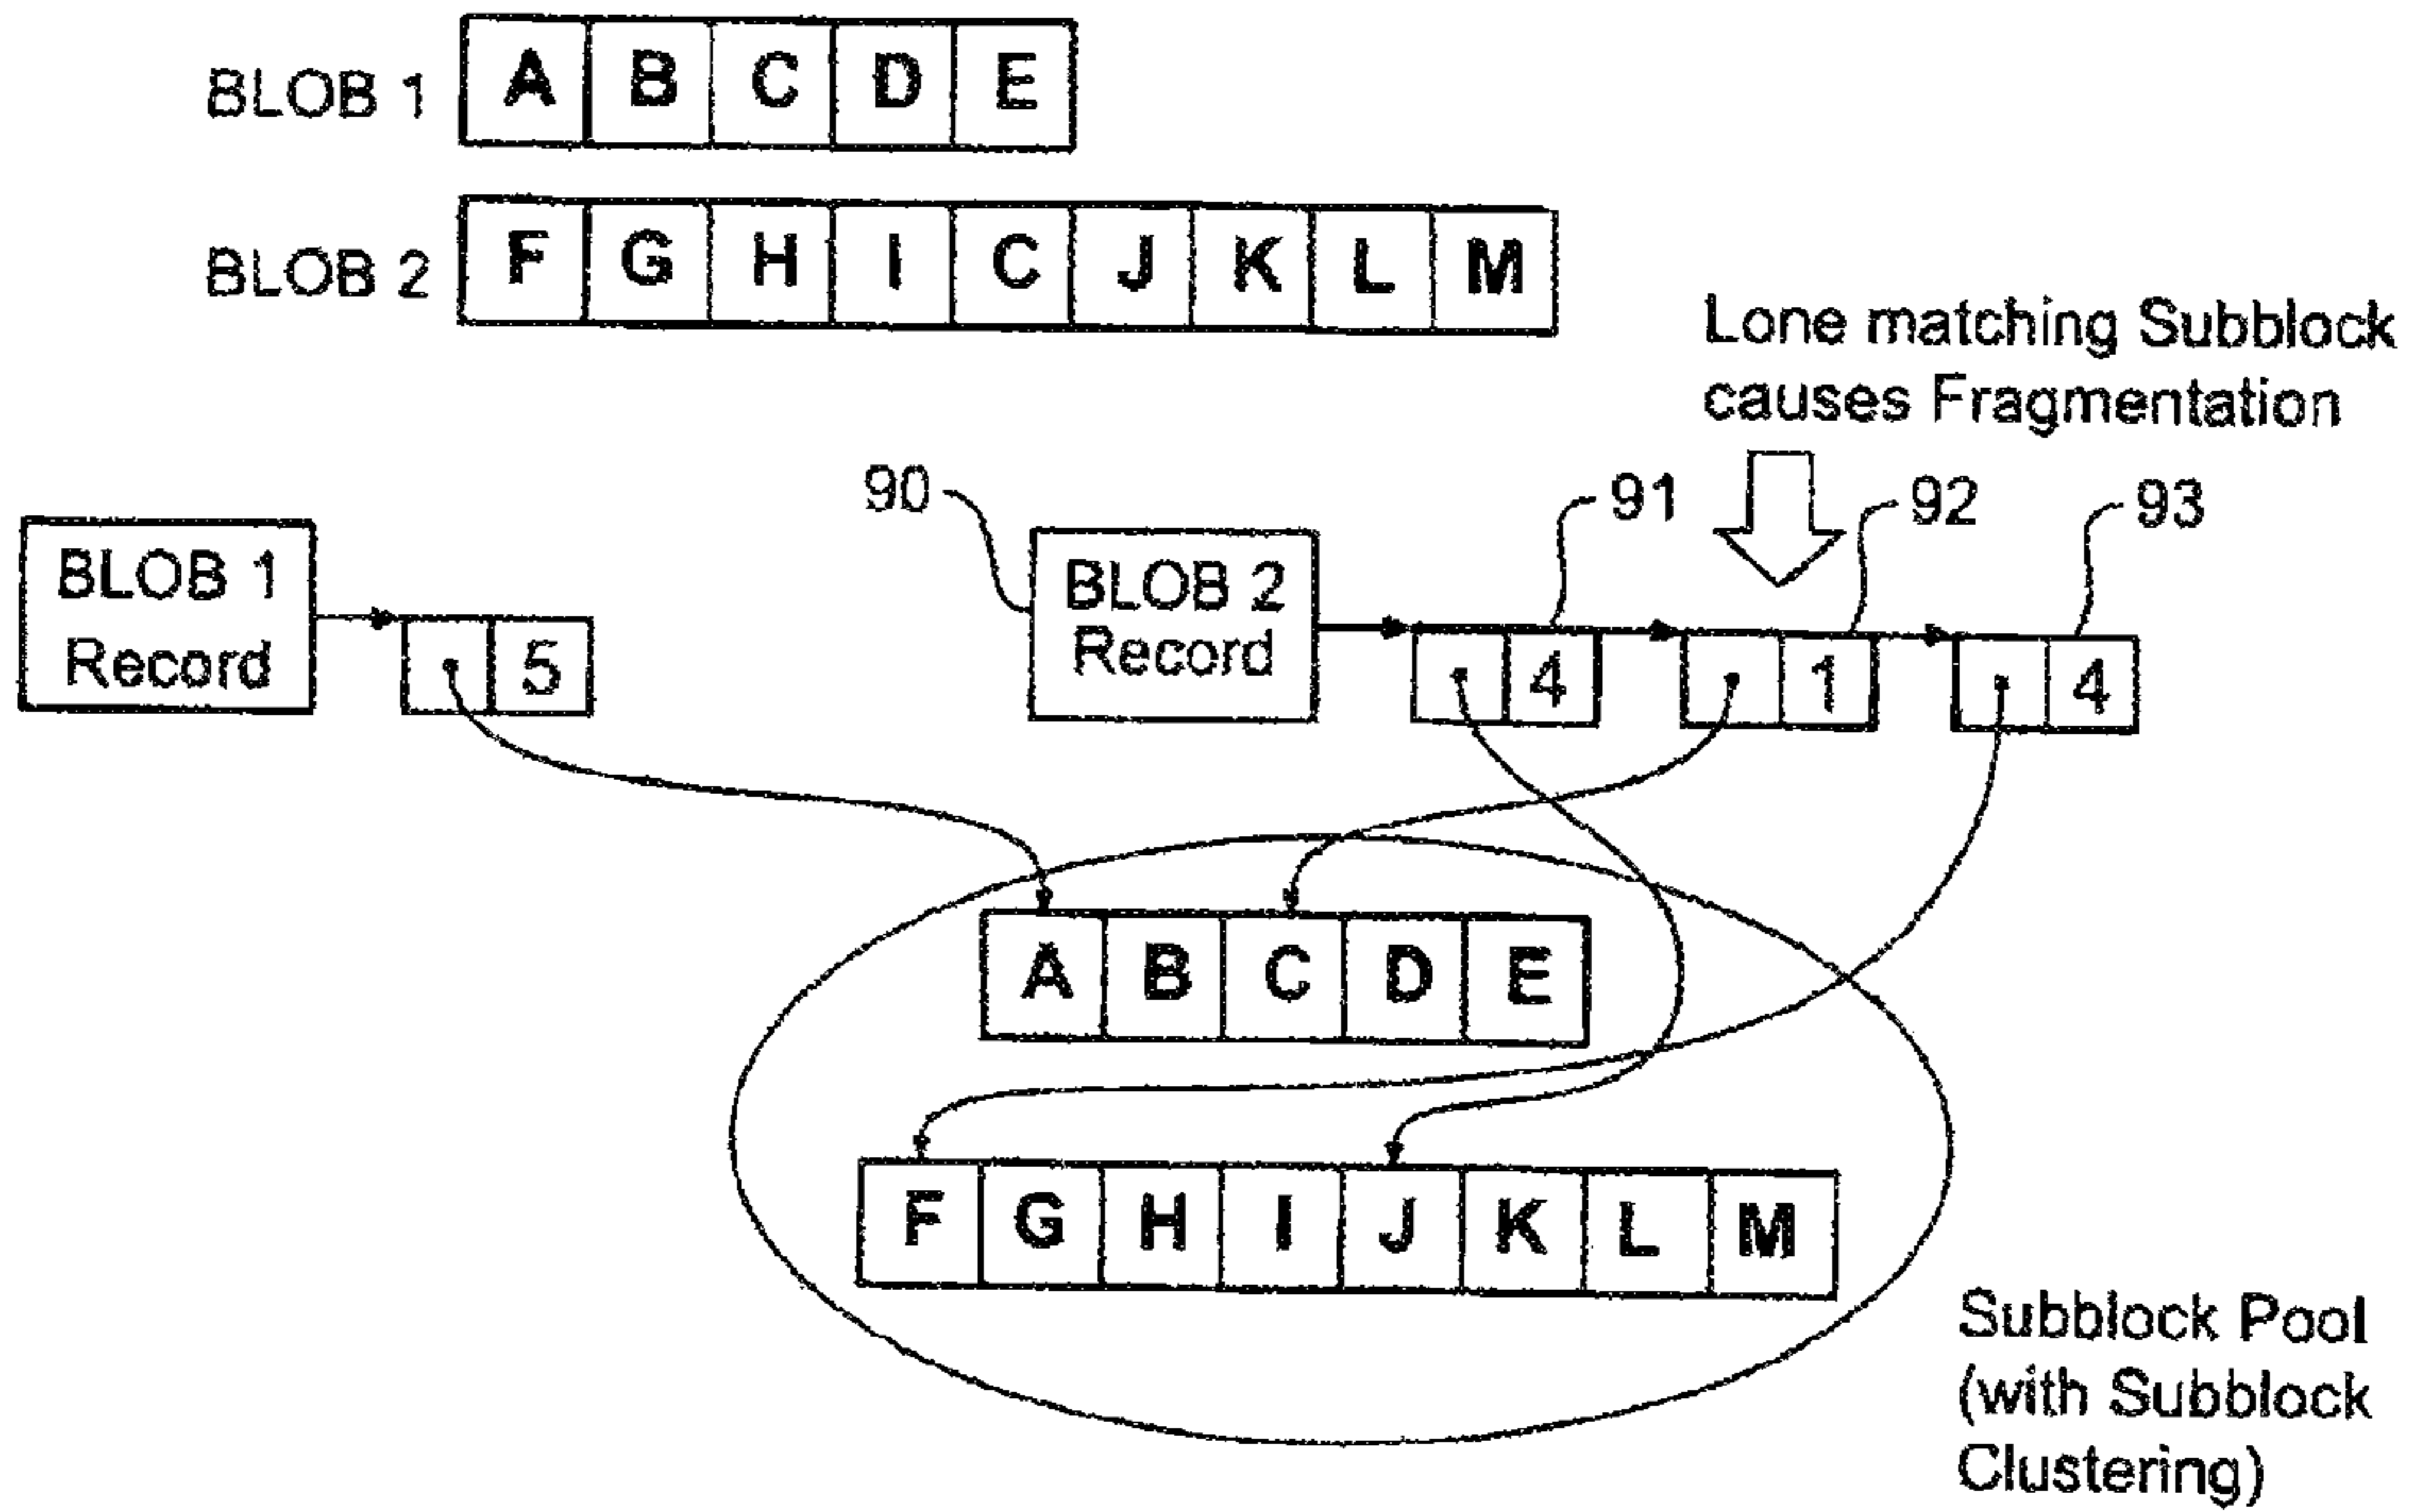 BLOB 1 A B C D E
BLOB 2 F G H I C J K L M
Lone matching Subblock
causes Fragmentation
90 91 92 93
BLOB 1
Record
5
BLOB 2
Record
4 1 4
A B C D E
F G H I J K L M
Subblock Pool
(with Subblock
Clustering)